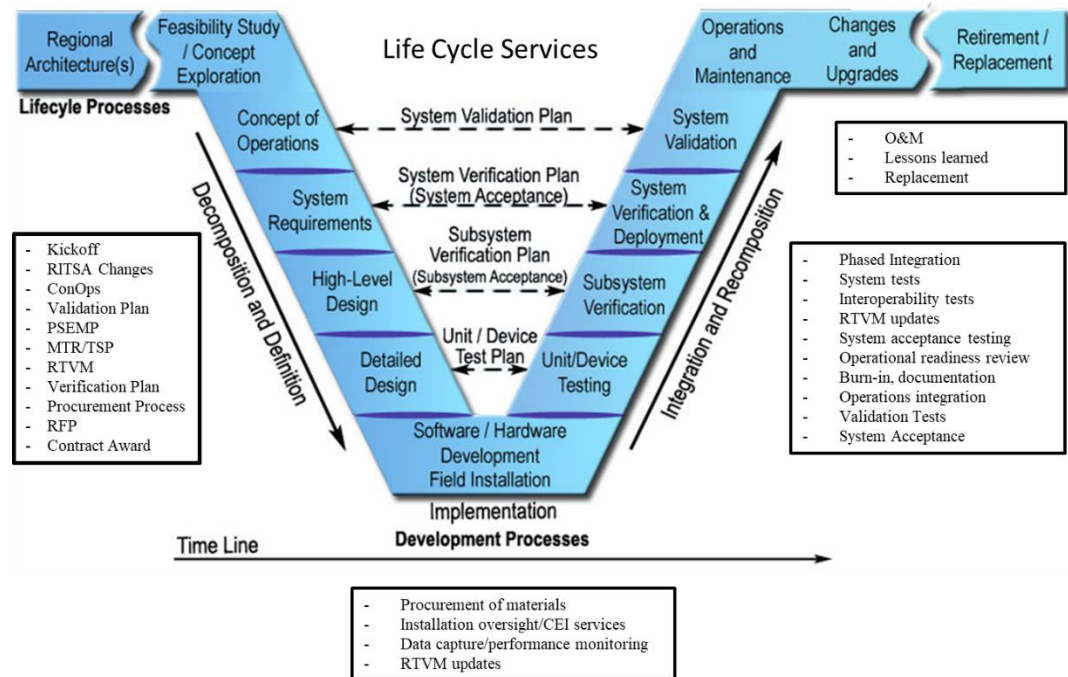 Life Cycle Services
Regional
Architecture(s)
Feasibility Study
/ Concept
Exploration
Operations
and
Maintenance
Changes
and
Upgrades
Retirement /
Replacement
Lifecyle Processes
Concept of
Operations
System Validation Plan
System
Validation
System
Requirements
System Verification Plan
(System Acceptance)
System
Verification &
Deployment
High-Level
Design
Subsystem
Verification Plan
(Subsystem Acceptance)
Subsystem
Verification
Detailed
Design
Unit / Device
Test Plan
Unit/Device
Testing
Decomposition and Definition
Integration and Recomposition
Software / Hardware
Development
Field Installation
Implementation
Development Processes
Time Line
- Kickoff
- RITSA Changes
- ConOps
- Validation Plan
- PSEMP
- MTR/TSP
- RTVM
- Verification Plan
- Procurement Process
- RFP
- Contract Award
- O&M
- Lessons learned
- Replacement
- Phased Integration
- System tests
- Interoperability tests
- RTVM updates
- System acceptance testing
- Operational readiness review
- Burn-in, documentation
- Operations integration
- Validation Tests
- System Acceptance
- Procurement of materials
- Installation oversight/CEI services
- Data capture/performance monitoring
- RTVM updates